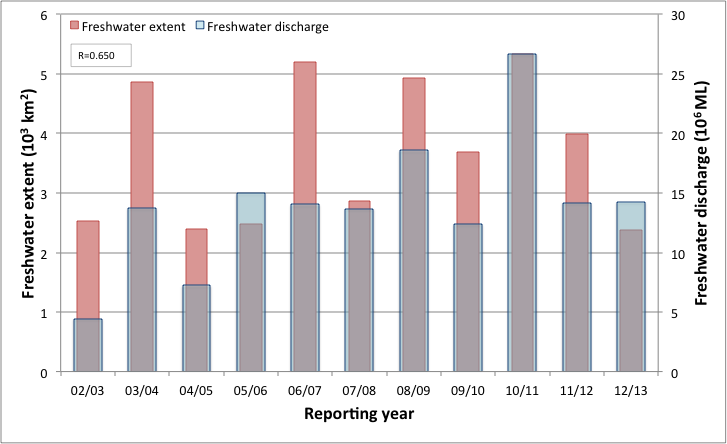 Freshwater extent Freshwater discharge
R=0.650
6
5
4
3
2
1
0
30
25
20
15
10
5
0
Freshwater extent (10³ km²)
Freshwater discharge (10⁶ ML)
02/03 03/04 04/05 05/06 06/07 07/08 08/09 09/10 10/11 11/12 12/13
Reporting year